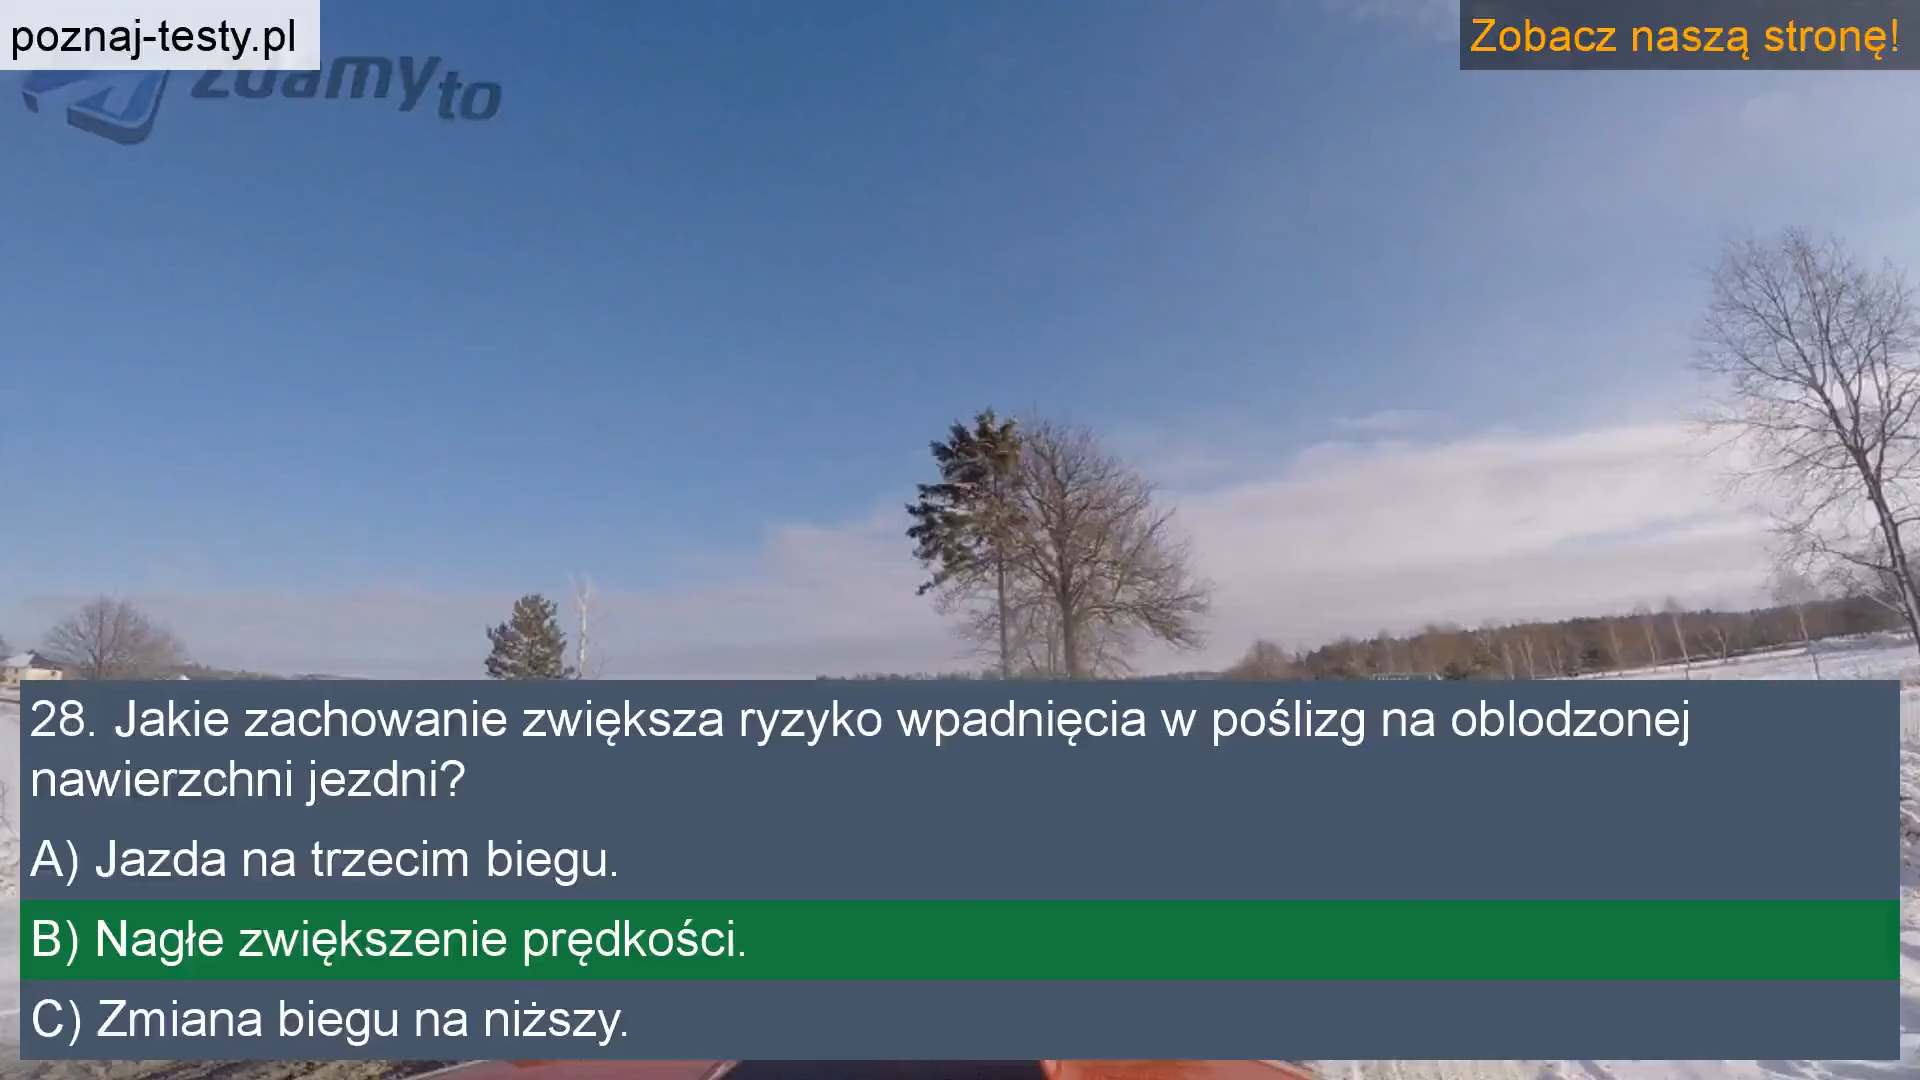 poznaj-testy.pl
Zobacz naszą stronę!
zdamyto
28. Jakie zachowanie zwiększa ryzyko wpadnięcia w poślizg na oblodzonej
nawierzchni jezdni?
A) Jazda na trzecim biegu.
B) Nagłe zwiększenie prędkości.
C) Zmiana biegu na niższy.